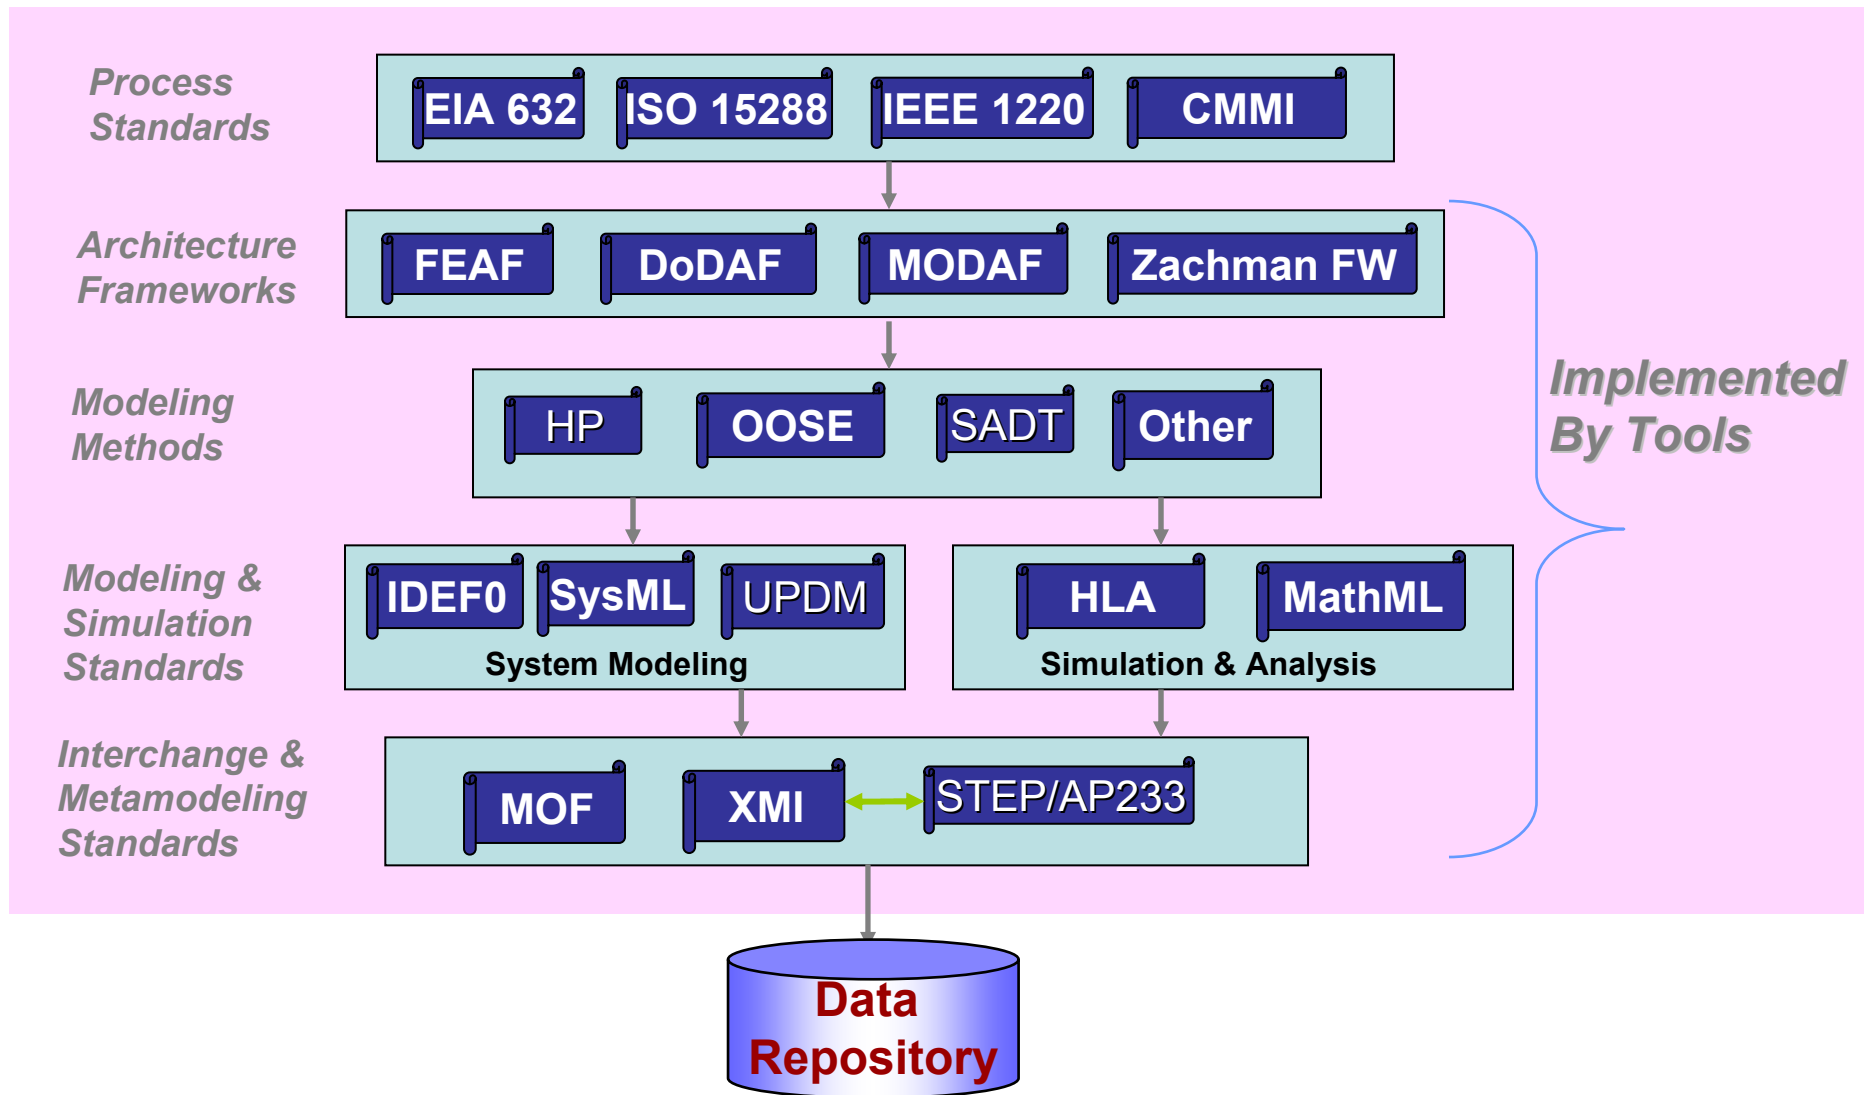 Process
Standards
EIA 632
ISO 15288
IEEE 1220
CMMI
Architecture
Frameworks
FEAF
DoDAF
MODAF
Zachman FW
Modeling
Methods
HP
OOSE
SADT
Other
Implemented
By Tools
Modeling &
Simulation
Standards
IDEF0
SysML
UPDM
System Modeling
HLA
MathML
Simulation & Analysis
Interchange &
Metamodeling
Standards
MOF
XMI
STEP/AP233
Data
Repository